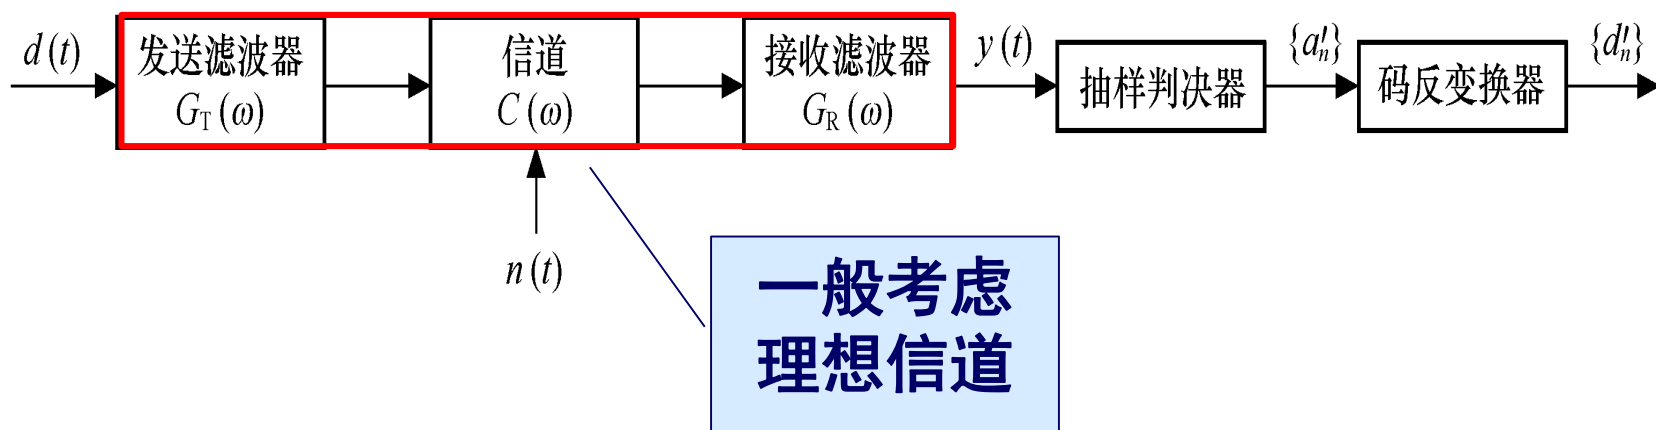 d(t)
发送滤波器
G_T(ω)
信道
C(ω)
接收滤波器
G_R(ω)
y(t)
抽样判决器
{a′_n}
码反变换器
{d′_n}
n(t)
一般考虑
理想信道